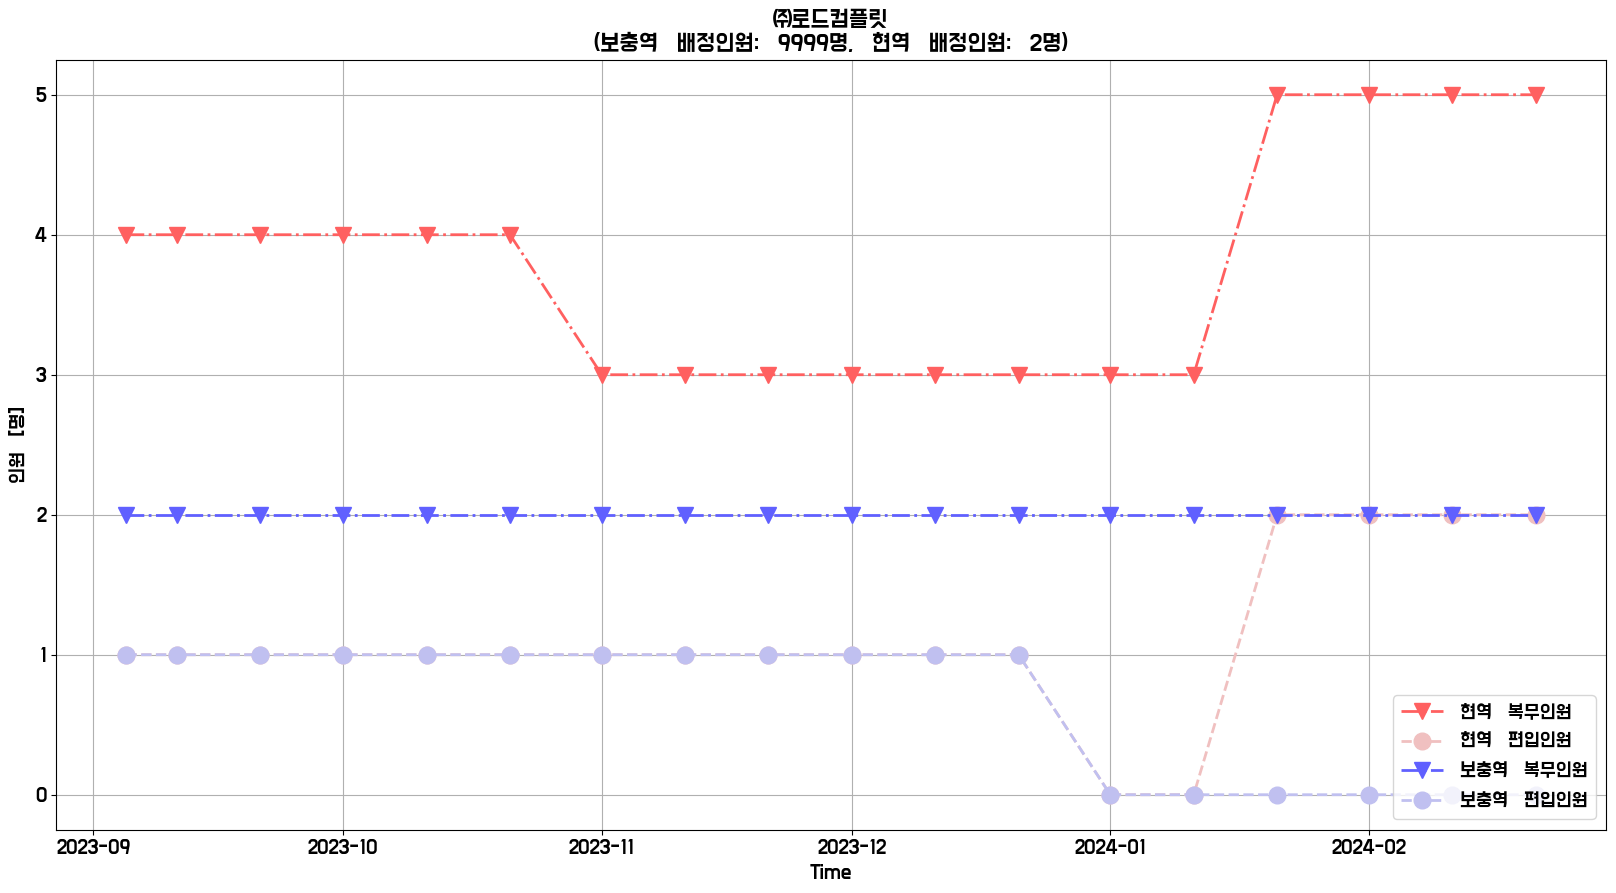 ㈜로드컴플릿
(보충역 배정인원: 9999명, 현역 배정인원: 2명)
5
4
3
2
1
0
인원 [명]
2023-09
2023-10
2023-11
2023-12
2024-01
2024-02
Time
현역 복무인원
현역 편입인원
보충역 복무인원
보충역 편입인원